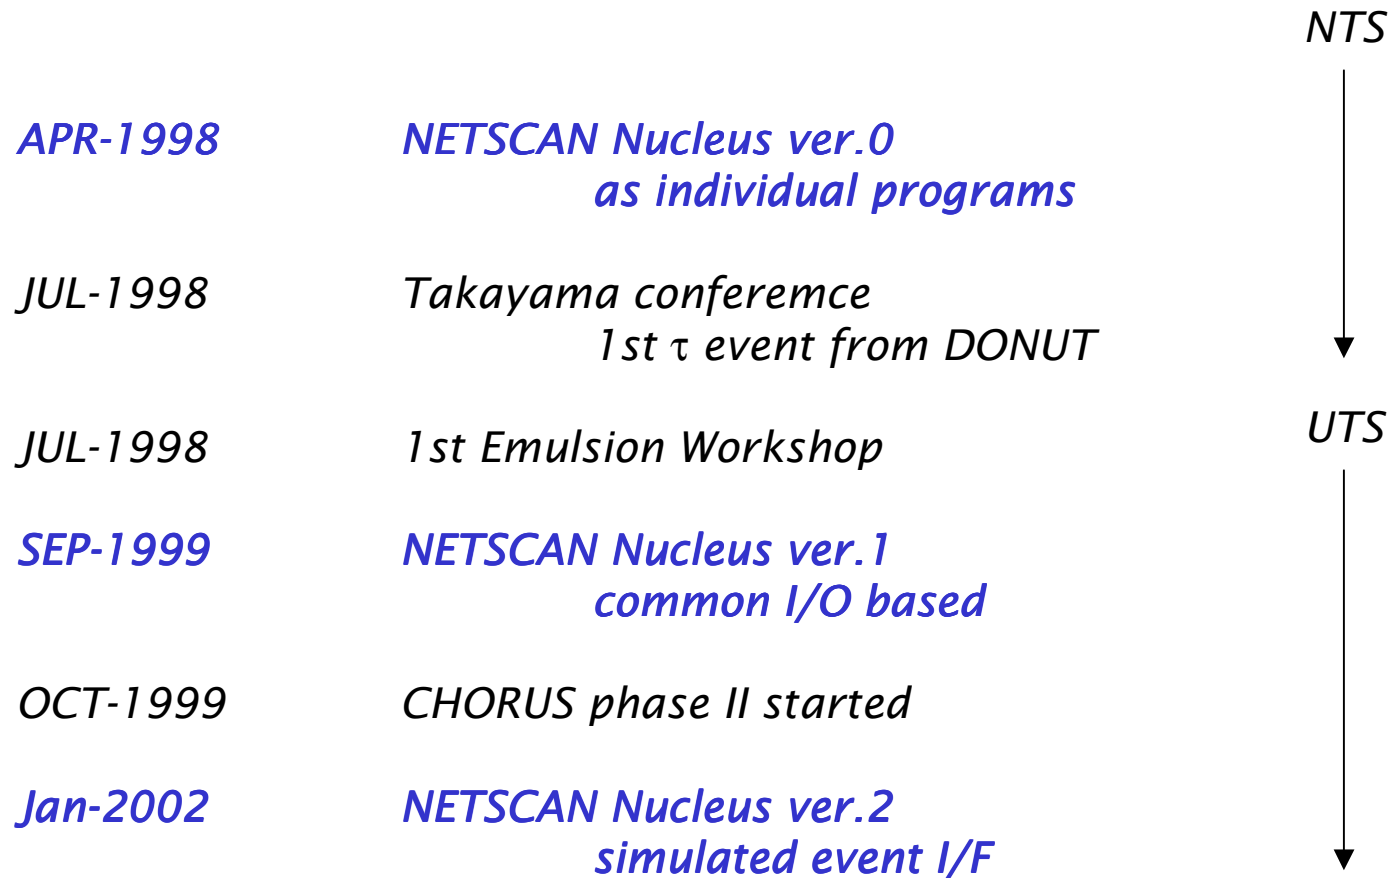 NTS
APR-1998 NETSCAN Nucleus ver.0
as individual programs
JUL-1998 Takayama conferemce
1st τ event from DONUT
UTS
JUL-1998 1st Emulsion Workshop
SEP-1999 NETSCAN Nucleus ver.1
common I/O based
OCT-1999 CHORUS phase II started
Jan-2002 NETSCAN Nucleus ver.2
simulated event I/F